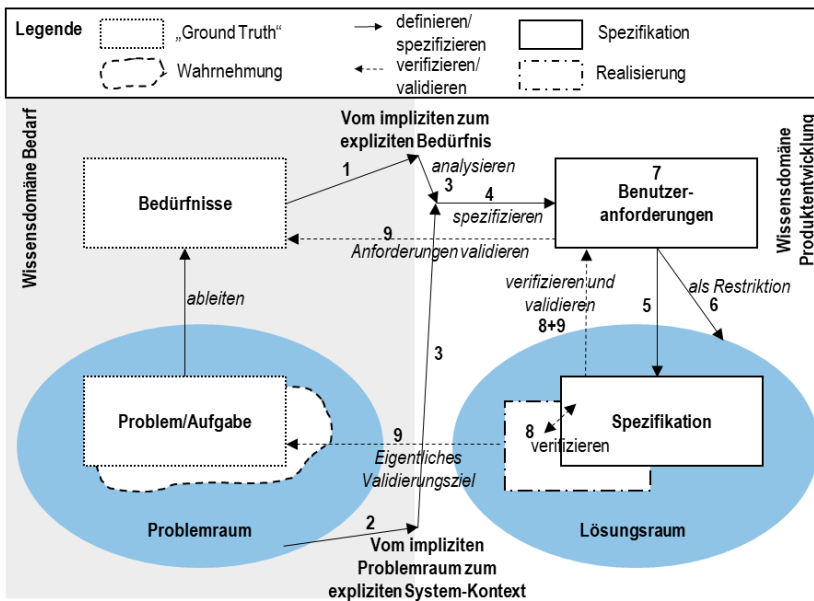 Legende
„Ground Truth“
Wahrnehmung
definieren/
spezifizieren
verifizieren/
validieren
Spezifikation
Realisierung
Wissensdomäne Bedarf
Vom impliziten zum
expliziten Bedürfnis
Wissensdomäne
Produktentwicklung
Bedürfnisse
1
analysieren
3
4
spezifizieren
7
Benutzer-
anforderungen
9
Anforderungen validieren
ableiten
verifizieren und
validieren
8+9
5
als Restriktion
6
3
Problem/Aufgabe
9
Eigentliches
Validierungsziel
8
verifizieren
Spezifikation
Problemraum
2
Vom impliziten
Problemraum zum
expliziten System-Kontext
Lösungsraum